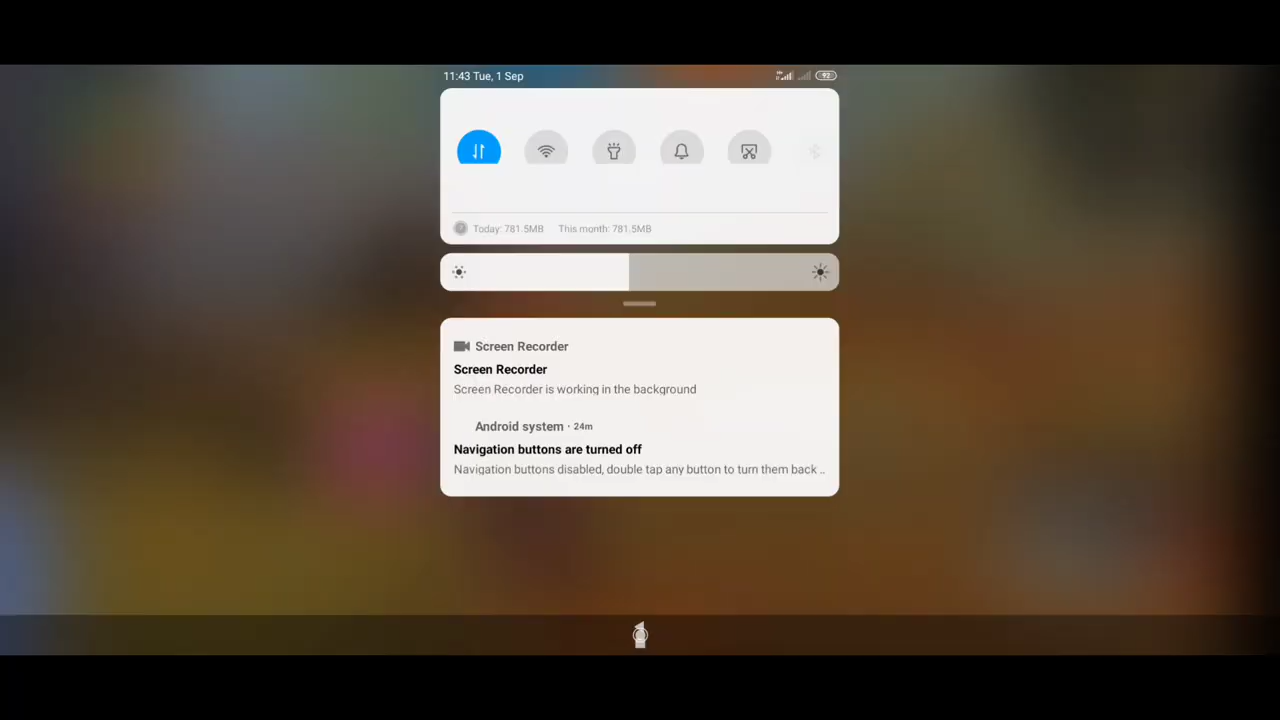 11:43 Tue, 1 Sep
92
Today: 781.5MB This month: 781.5MB
Screen Recorder
Screen Recorder
Screen Recorder is working in the background
Android system · 24m
Navigation buttons are turned off
Navigation buttons disabled, double tap any button to turn them back ..